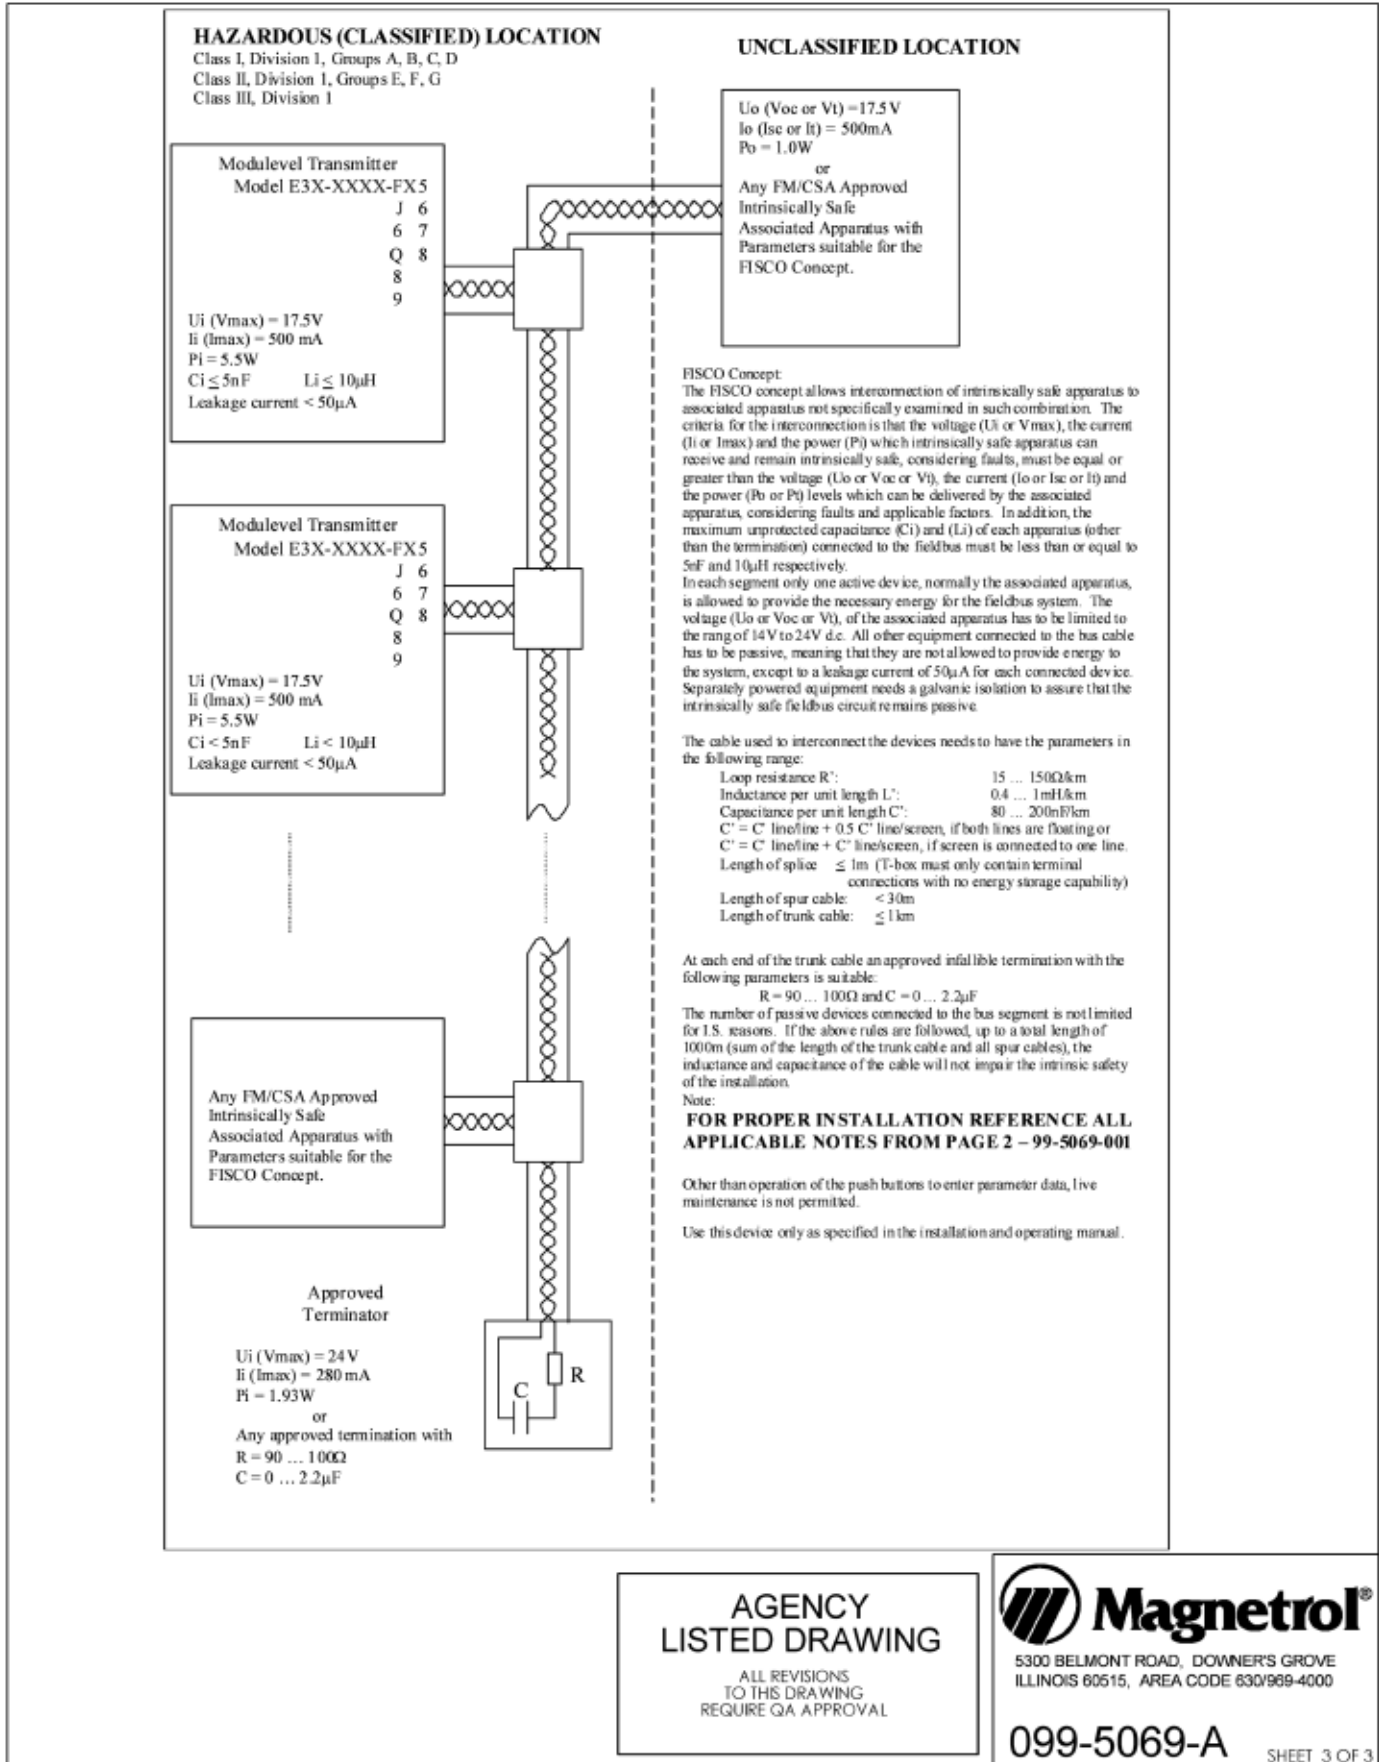 HAZARDOUS (CLASSIFIED) LOCATION
Class I, Division 1, Groups A, B, C, D
Class II, Division 1, Groups E, F, G
Class III, Division 1
UNCLASSIFIED LOCATION
Uo (Voc or Vt) =17.5V
Io (Isc or It) = 500mA
Po = 1.0W
or
Any FM/CSA Approved
Intrinsically Safe
Associated Apparatus with
Parameters suitable for the
FISCO Concept.
Modulevel Transmitter
Model E3X-XXXX-FX5
J 6
6 7
Q 8
8
9
Ui (Vmax) = 17.5V
Ii (Imax) = 500 mA
Pi = 5.5W
Ci ≤ 5nF Li ≤ 10µH
Leakage current < 50µA
Modulevel Transmitter
Model E3X-XXXX-FX5
J 6
6 7
Q 8
8
9
Ui (Vmax) = 17.5V
Ii (Imax) = 500 mA
Pi = 5.5W
Ci < 5nF Li < 10µH
Leakage current < 50µA
Any FM/CSA Approved
Intrinsically Safe
Associated Apparatus with
Parameters suitable for the
FISCO Concept.
Approved
Terminator
Ui (Vmax) = 24V
Ii (Imax) = 280 mA
Pi = 1.93W
or
Any approved termination with
R = 90 ... 100Ω
C = 0 ... 2.2µF
C
R
FISCO Concept:
The FISCO concept allows interconnection of intrinsically safe apparatus to
associated apparatus not specifically examined in such combination. The
criteria for the interconnection is that the voltage (Ui or Vmax), the current
(Ii or Imax) and the power (Pi) which intrinsically safe apparatus can
receive and remain intrinsically safe, considering faults, must be equal or
greater than the voltage (Uo or Voc or Vt), the current (Io or Isc or It) and
the power (Po or Pt) levels which can be delivered by the associated
apparatus, considering faults and applicable factors. In addition, the
maximum unprotected capacitance (Ci) and (Li) of each apparatus (other
than the termination) connected to the fieldbus must be less than or equal to
5nF and 10µH respectively.
In each segment only one active device, normally the associated apparatus,
is allowed to provide the necessary energy for the fieldbus system. The
voltage (Uo or Voc or Vt), of the associated apparatus has to be limited to
the rang of 14V to 24V d.c. All other equipment connected to the bus cable
has to be passive, meaning that they are not allowed to provide energy to
the system, except to a leakage current of 50µA for each connected device.
Separately powered equipment needs a galvanic isolation to assure that the
intrinsically safe fieldbus circuit remains passive.
The cable used to interconnect the devices needs to have the parameters in
the following range:
Loop resistance R': 15 ... 150Ω/km
Inductance per unit length L': 0.4 ... 1mH/km
Capacitance per unit length C': 80 ... 200nF/km
C' = C' line/line + 0.5 C' line/screen, if both lines are floating or
C' = C' line/line + C' line/screen, if screen is connected to one line.
Length of splice ≤ 1m (T-box must only contain terminal
connections with no energy storage capability)
Length of spur cable: < 30m
Length of trunk cable: ≤ 1km
At each end of the trunk cable an approved infallible termination with the
following parameters is suitable:
R = 90 ... 100Ω and C = 0 ... 2.2µF
The number of passive devices connected to the bus segment is not limited
for I.S. reasons. If the above rules are followed, up to a total length of
1000m (sum of the length of the trunk cable and all spur cables), the
inductance and capacitance of the cable will not impair the intrinsic safety
of the installation.
Note:
FOR PROPER INSTALLATION REFERENCE ALL
APPLICABLE NOTES FROM PAGE 2 – 99-5069-001
Other than operation of the push buttons to enter parameter data, live
maintenance is not permitted.
Use this device only as specified in the installation and operating manual.
AGENCY
LISTED DRAWING
ALL REVISIONS
TO THIS DRAWING
REQUIRE QA APPROVAL
Magnetrol®
5300 BELMONT ROAD, DOWNER'S GROVE
ILLINOIS 60515, AREA CODE 630/969-4000
099-5069-A
SHEET 3 OF 3